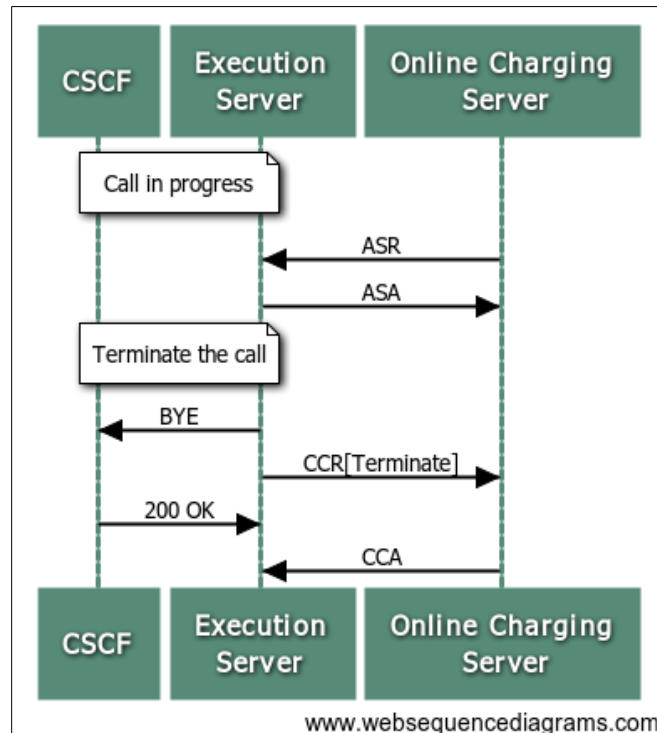 CSCF
Execution
Server
Online Charging
Server
Call in progress
ASR
ASA
Terminate the call
BYE
CCR[Terminate]
200 OK
CCA
CSCF
Execution
Server
Online Charging
Server
www.websequencediagrams.com